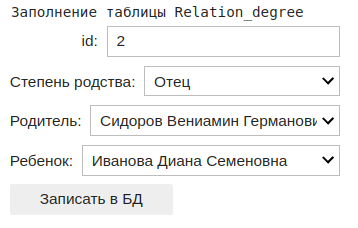 Заполнение таблицы Relation_degree
id: 2
Степень родства: Отец
Родитель: Сидоров Вениамин Германови
Ребенок: Иванова Диана Семеновна
Записать в БД